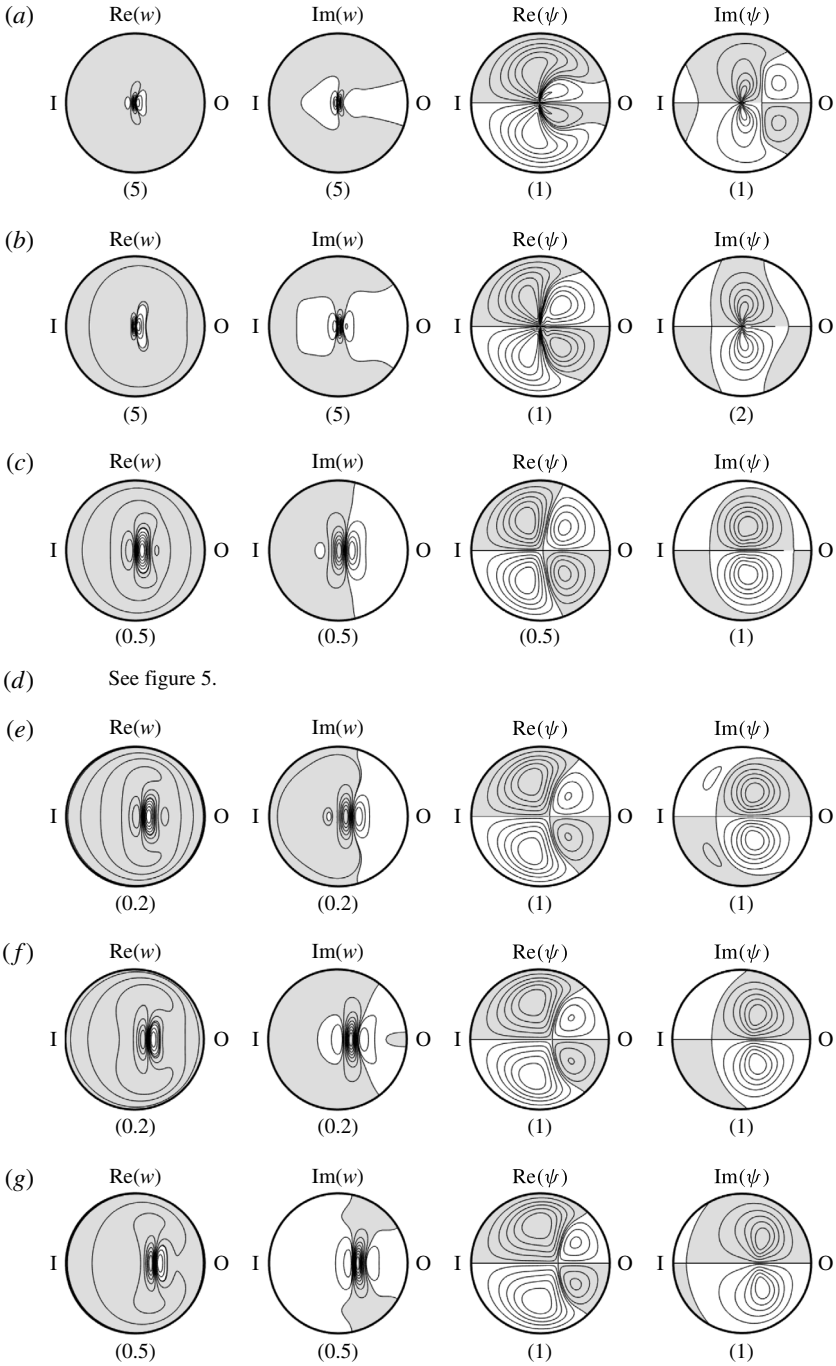 (a) Re(w) Im(w) Re(ψ) Im(ψ)
I O I O I O I O
(5) (5) (1) (1)
(b) Re(w) Im(w) Re(ψ) Im(ψ)
I O I O I O I O
(5) (5) (1) (2)
(c) Re(w) Im(w) Re(ψ) Im(ψ)
I O I O I O I O
(0.5) (0.5) (0.5) (1)
(d) See figure 5.
(e) Re(w) Im(w) Re(ψ) Im(ψ)
I O I O I O I O
(0.2) (0.2) (1) (1)
(f) Re(w) Im(w) Re(ψ) Im(ψ)
I O I O I O I O
(0.2) (0.2) (1) (1)
(g) Re(w) Im(w) Re(ψ) Im(ψ)
I O I O I O I O
(0.5) (0.5) (1) (1)